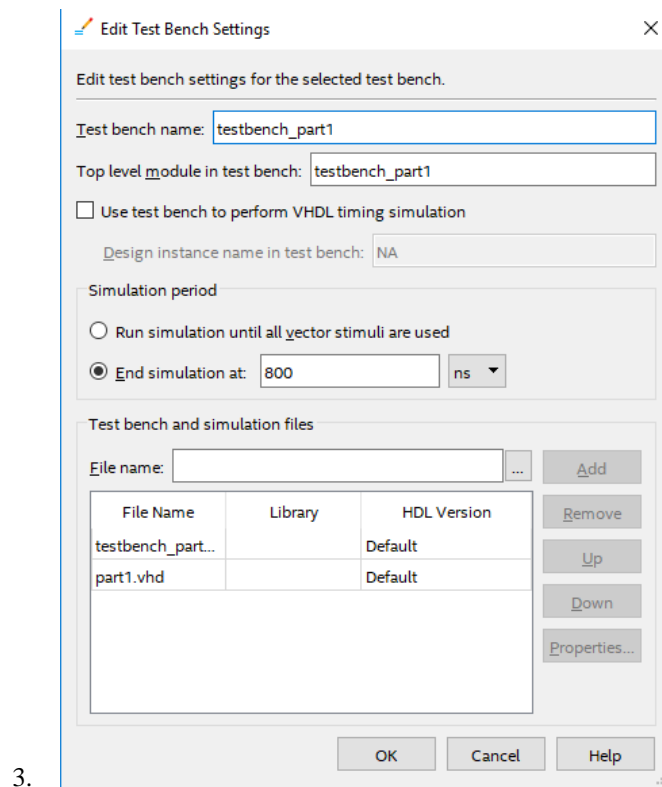 Edit Test Bench Settings
Edit test bench settings for the selected test bench.
Test bench name: testbench_part1
Top level module in test bench: testbench_part1
Use test bench to perform VHDL timing simulation
Design instance name in test bench: NA
Simulation period
Run simulation until all vector stimuli are used
End simulation at: 800 ns
Test bench and simulation files
File name: ... Add
File Name Library HDL Version Remove
testbench_part... Default
Up
part1.vhd Default
Down
Properties...
OK Cancel Help
3.